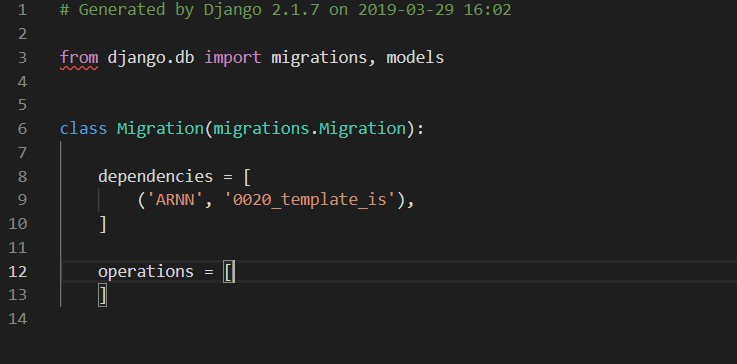 1 # Generated by Django 2.1.7 on 2019-03-29 16:02
2
3 from django.db import migrations, models
4
5
6 class Migration(migrations.Migration):
7
8     dependencies = [
9         ('ARNN', '0020_template_is'),
10     ]
11
12     operations = [
13     ]
14